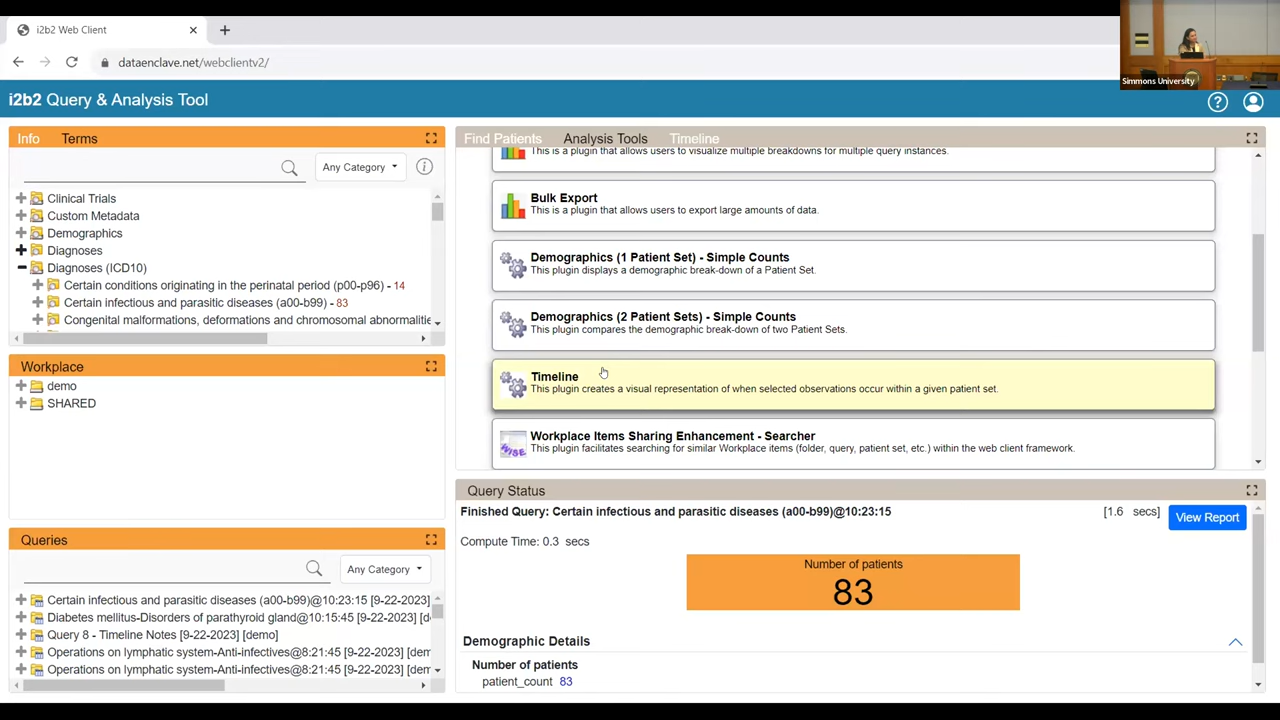 i2b2 Web Client
dataenclave.net/webclientv2/
Simmons University
i2b2 Query & Analysis Tool
Info Terms
Any Category
Clinical Trials
Custom Metadata
Demographics
Diagnoses
Diagnoses (ICD10)
Certain conditions originating in the perinatal period (p00-p96) - 14
Certain infectious and parasitic diseases (a00-b99) - 83
Congenital malformations, deformations and chromosomal abnormalitie
Workplace
demo
SHARED
Queries
Any Category
Certain infectious and parasitic diseases (a00-b99)@10:23:15 [9-22-2023]
Diabetes mellitus-Disorders of parathyroid gland@10:15:45 [9-22-2023] [d
Query 8 - Timeline Notes [9-22-2023] [demo]
Operations on lymphatic system-Anti-infectives@8:21:45 [9-22-2023] [dem
Operations on lymphatic system-Anti-infectives@8:21:45 [9-22-2023] [dem
Find Patients Analysis Tools Timeline
This is a plugin that allows users to visualize multiple breakdowns for multiple query instances.
Bulk Export
This is a plugin that allows users to export large amounts of data.
Demographics (1 Patient Set) - Simple Counts
This plugin displays a demographic break-down of a Patient Set.
Demographics (2 Patient Sets) - Simple Counts
This plugin compares the demographic break-down of two Patient Sets.
Timeline
This plugin creates a visual representation of when selected observations occur within a given patient set.
WISE
Workplace Items Sharing Enhancement - Searcher
This plugin facilitates searching for similar Workplace items (folder, query, patient set, etc.) within the web client framework.
Query Status
Finished Query: Certain infectious and parasitic diseases (a00-b99)@10:23:15
[1.6 secs]
View Report
Compute Time: 0.3 secs
Number of patients
83
Demographic Details
Number of patients
patient_count 83